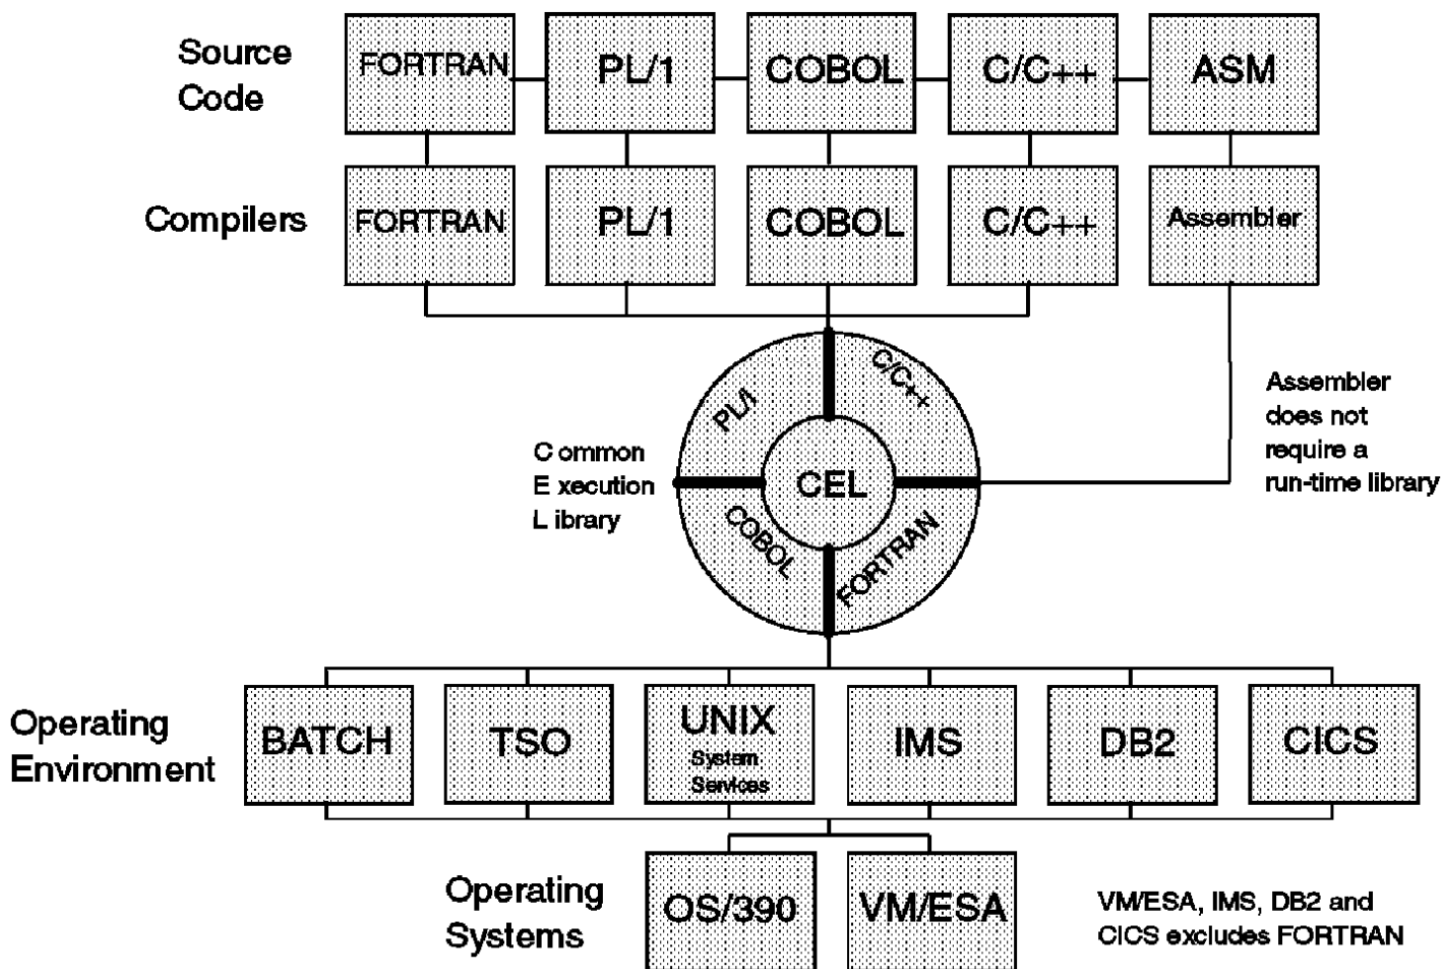 Source
Code
FORTRAN
PL/1
COBOL
C/C++
ASM
Compilers
FORTRAN
PL/1
COBOL
C/C++
Assembler
PL/I
C/C++
COBOL
FORTRAN
CEL
C ommon
E xecution
L ibrary
Assembler
does not
require a
run-time library
Operating
Environment
BATCH
TSO
UNIX
System
Services
IMS
DB2
CICS
Operating
Systems
OS/390
VM/ESA
VM/ESA, IMS, DB2 and
CICS excludes FORTRAN